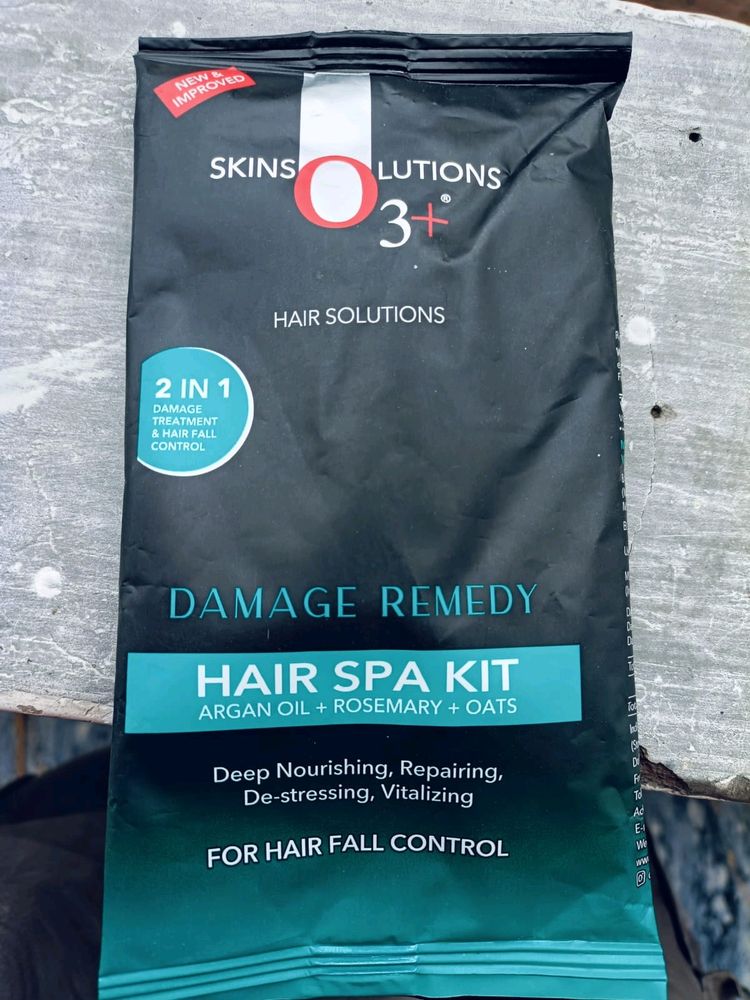 NEW &
IMPROVED
SKINSOLUTIONS
3+®
HAIR SOLUTIONS
2 IN 1
DAMAGE
TREATMENT
& HAIR FALL
CONTROL
DAMAGE REMEDY
HAIR SPA KIT
ARGAN OIL + ROSEMARY + OATS
Deep Nourishing, Repairing,
De-stressing, Vitalizing
FOR HAIR FALL CONTROL